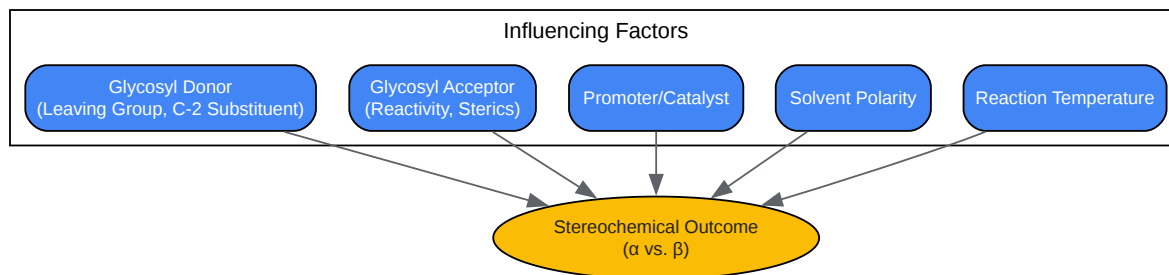 Influencing Factors
Glycosyl Donor
(Leaving Group, C-2 Substituent)
Glycosyl Acceptor
(Reactivity, Sterics)
Promoter/Catalyst
Solvent Polarity
Reaction Temperature
Stereochemical Outcome
(α vs. β)